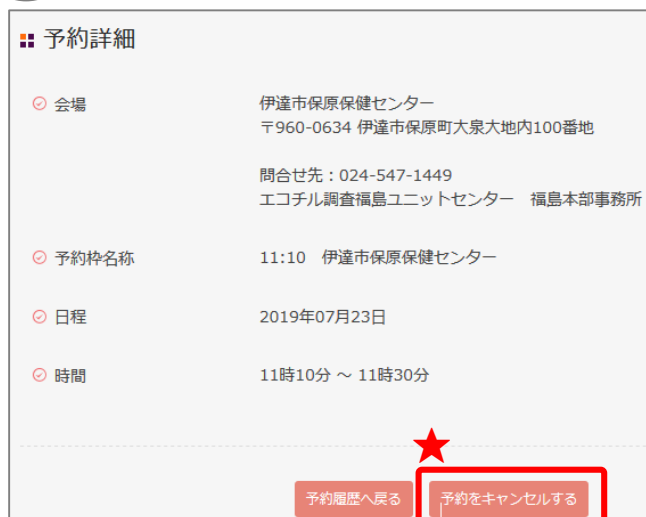 予約詳細
会場
伊達市保原保健センター
〒960-0634 伊達市保原町大泉大地内100番地
問合せ先：024-547-1449
エコチル調査福島ユニットセンター　福島本部事務所
予約枠名称
11:10　伊達市保原保健センター
日程
2019年07月23日
時間
11時10分 ～ 11時30分
予約履歴へ戻る
予約をキャンセルする